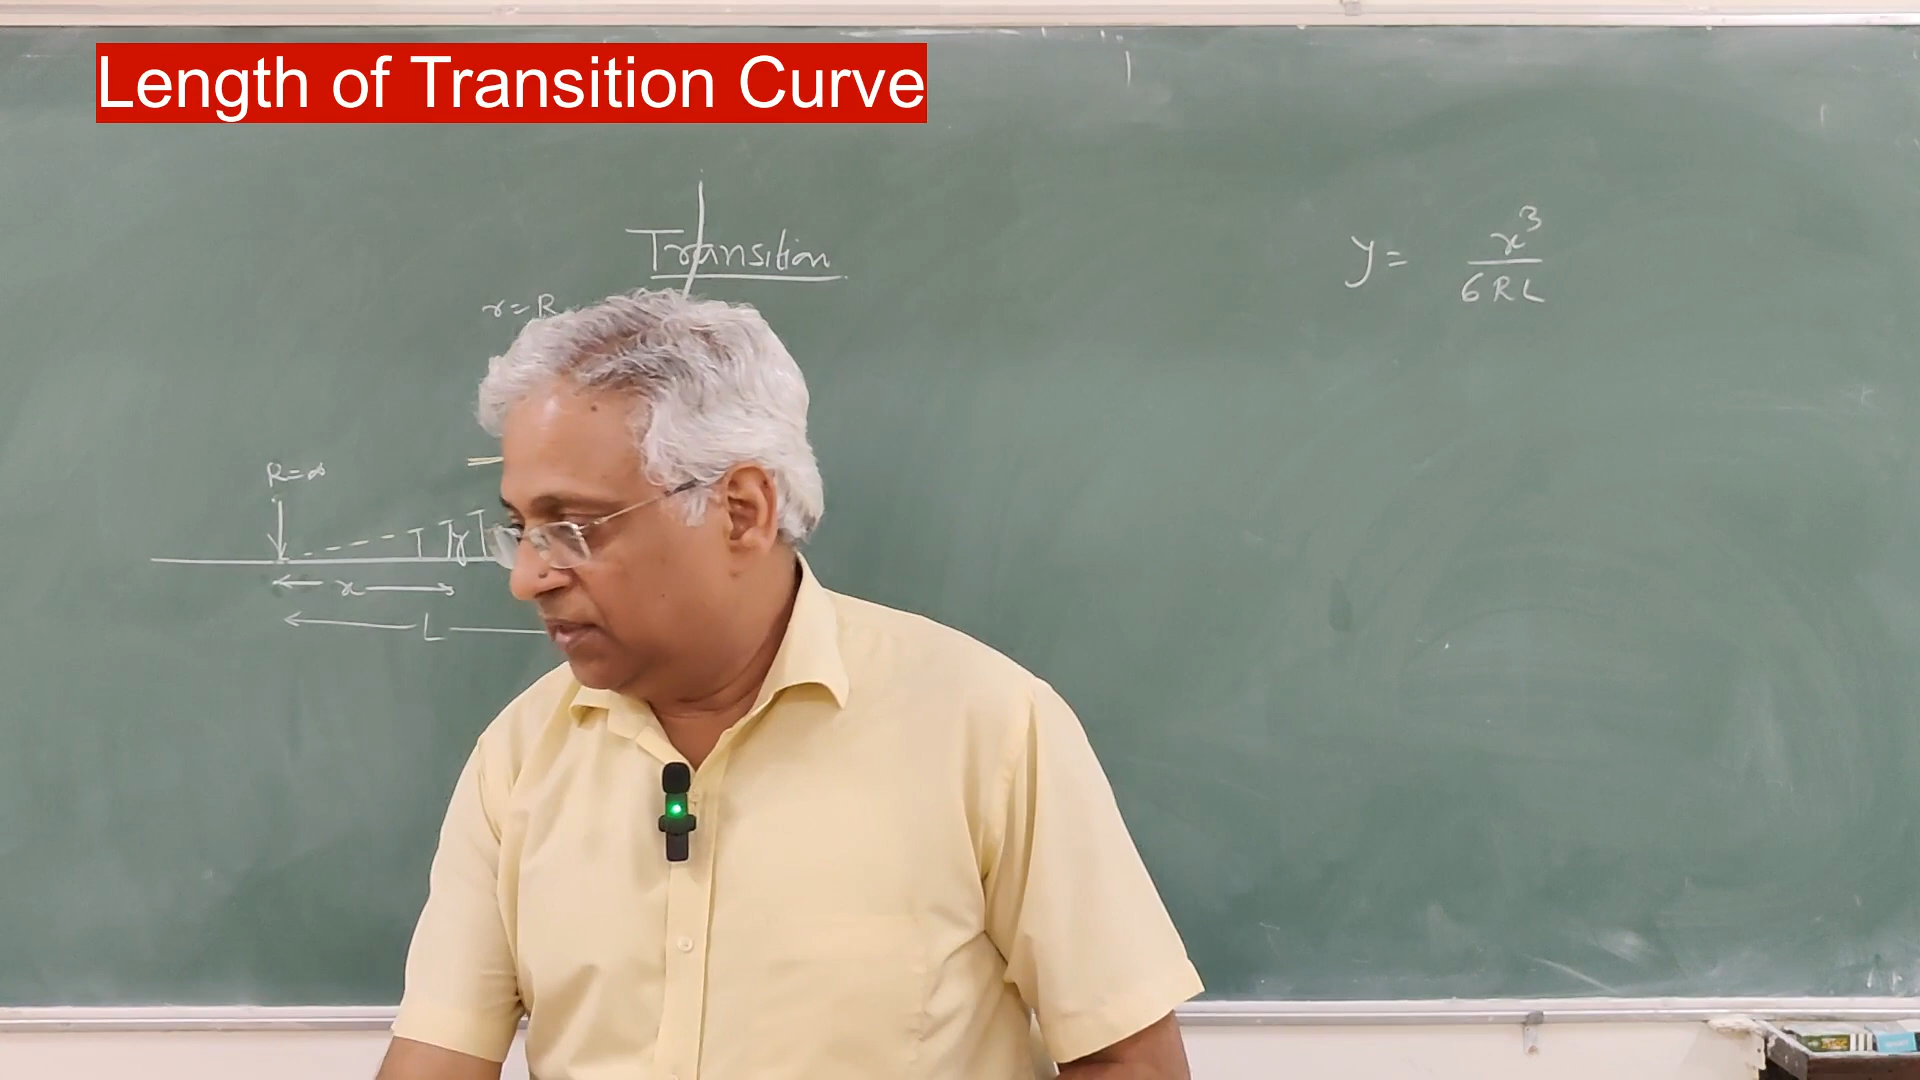 Length of Transition Curve
Transition
r=R
y = x³ / 6RL
R=∞
y
x
L